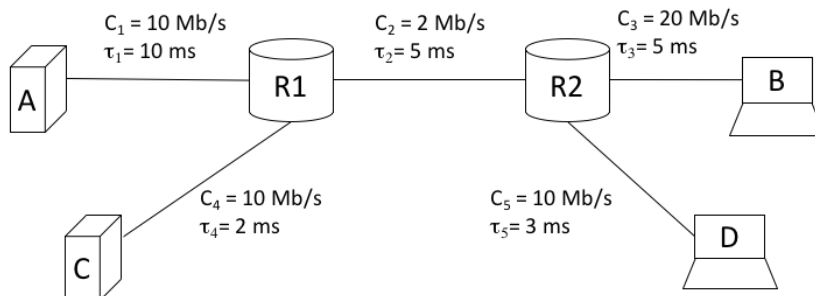 C₁ = 10 Mb/s
τ₁= 10 ms
C₂ = 2 Mb/s
τ₂= 5 ms
C₃ = 20 Mb/s
τ₃= 5 ms
A
R1
R2
B
C₄ = 10 Mb/s
τ₄= 2 ms
C₅ = 10 Mb/s
τ₅= 3 ms
C
D